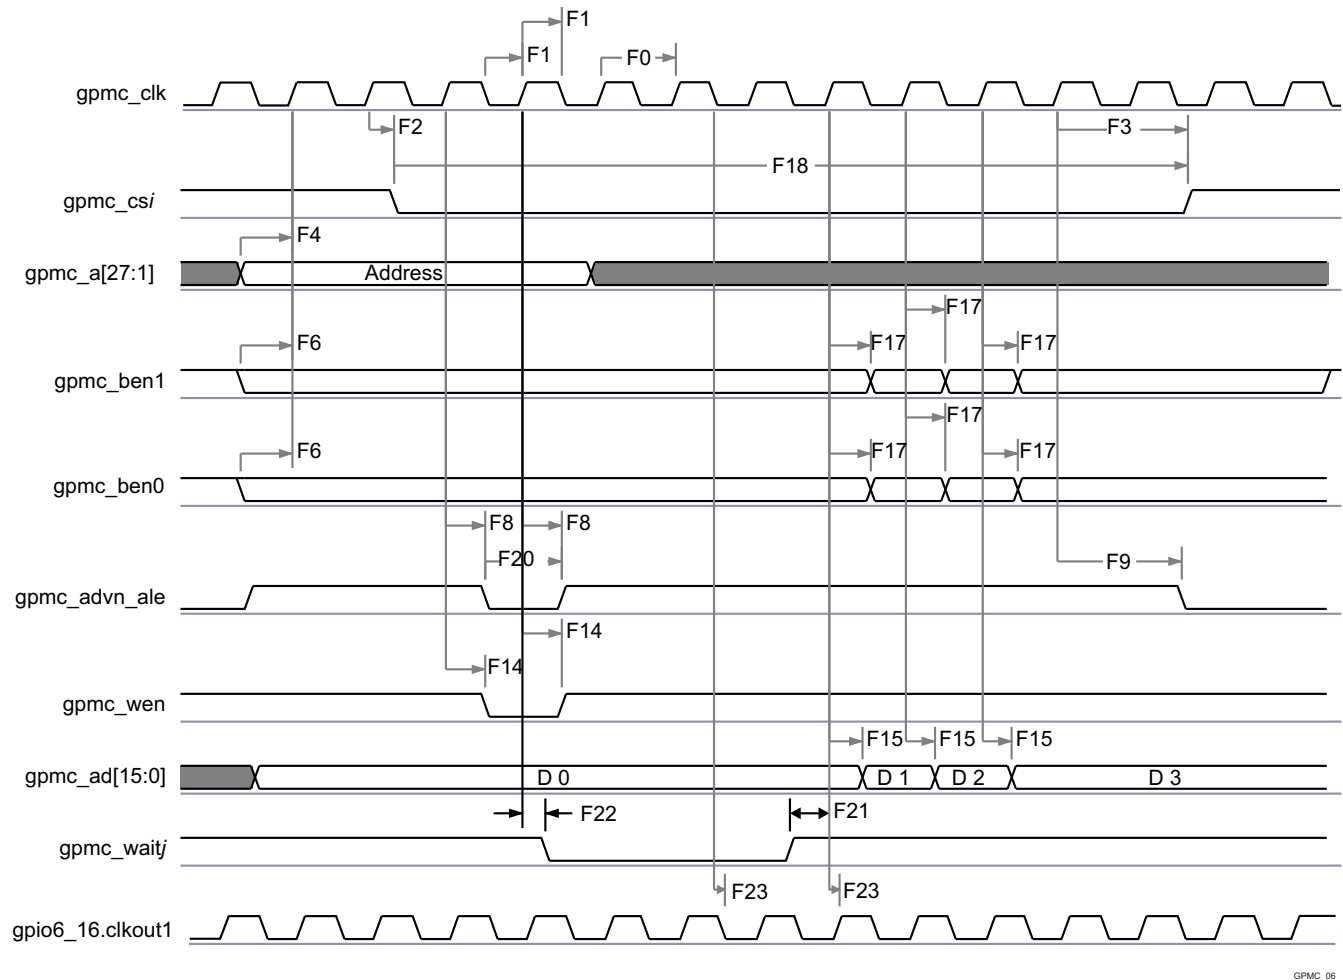 F1
F1
F0
gpmc_clk
F2
F3
F18
gpmc_csi
F4
gpmc_a[27:1]
Address
F17
F6
F17
F17
gpmc_ben1
F17
F6
F17
F17
gpmc_ben0
F8
F8
F20
F9
gpmc_advn_ale
F14
F14
gpmc_wen
F15
F15
F15
gpmc_ad[15:0]
D 0
D 1
D 2
D 3
F22
F21
gpmc_waitj
F23
F23
gpio6_16.clkout1
GPMC_06